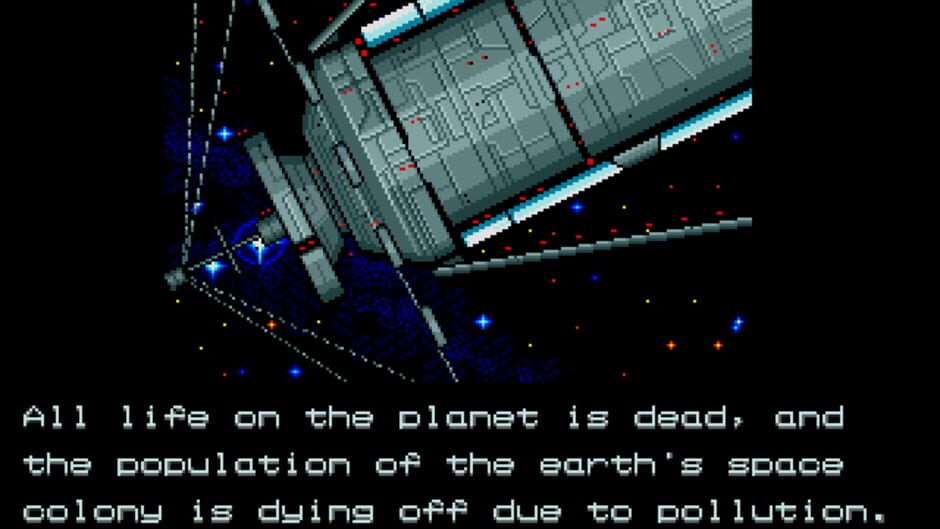 All life on the planet is dead, and
the population of the earth's space
colony is dying off due to pollution.